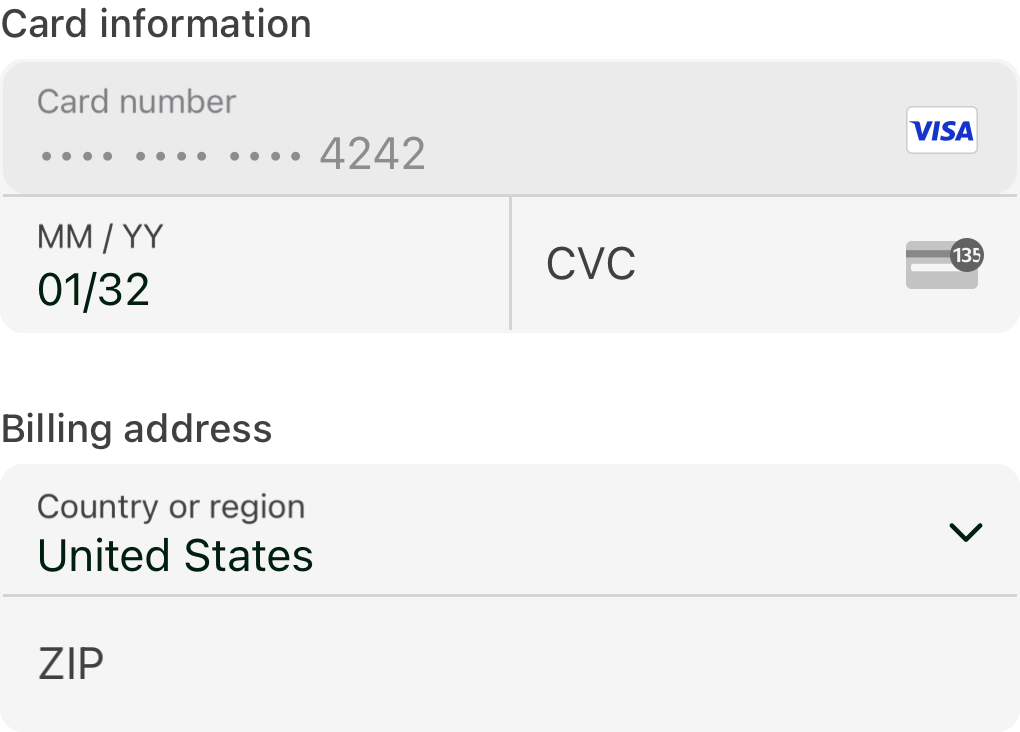 Card information
Card number
VISA
•••• •••• •••• 4242
MM / YY
01/32
CVC
135
Billing address
Country or region
United States
ZIP